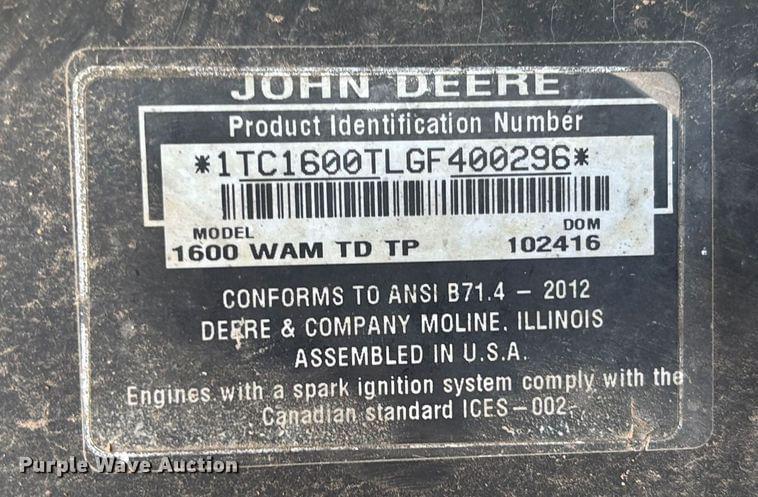 JOHN DEERE
Product Identification Number
*1TC1600TLGF400296*
MODEL DOM
1600 WAM TD TP 102416
CONFORMS TO ANSI B71.4 – 2012
DEERE & COMPANY MOLINE, ILLINOIS
ASSEMBLED IN U.S.A.
Engines with a spark ignition system comply with the
Canadian standard ICES–002
Purple Wave Auction